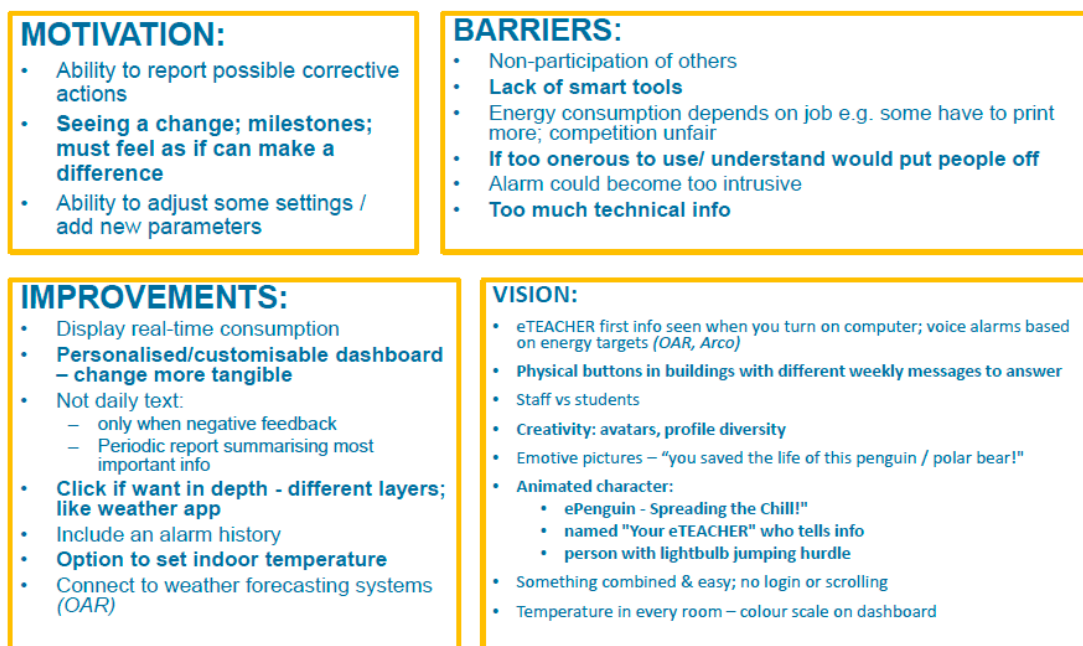 MOTIVATION:
• Ability to report possible corrective
actions
• Seeing a change; milestones;
must feel as if can make a
difference
• Ability to adjust some settings /
add new parameters
BARRIERS:
• Non-participation of others
• Lack of smart tools
• Energy consumption depends on job e.g. some have to print
more; competition unfair
• If too onerous to use/ understand would put people off
• Alarm could become too intrusive
• Too much technical info
IMPROVEMENTS:
• Display real-time consumption
• Personalised/customisable dashboard
– change more tangible
• Not daily text:
– only when negative feedback
– Periodic report summarising most
important info
• Click if want in depth - different layers;
like weather app
• Include an alarm history
• Option to set indoor temperature
• Connect to weather forecasting systems
(OAR)
VISION:
• eTEACHER first info seen when you turn on computer; voice alarms based
on energy targets (OAR, Arco)
• Physical buttons in buildings with different weekly messages to answer
• Staff vs students
• Creativity: avatars, profile diversity
• Emotive pictures – “you saved the life of this penguin / polar bear!"
• Animated character:
• ePenguin - Spreading the Chill!"
• named "Your eTEACHER" who tells info
• person with lightbulb jumping hurdle
• Something combined & easy; no login or scrolling
• Temperature in every room – colour scale on dashboard